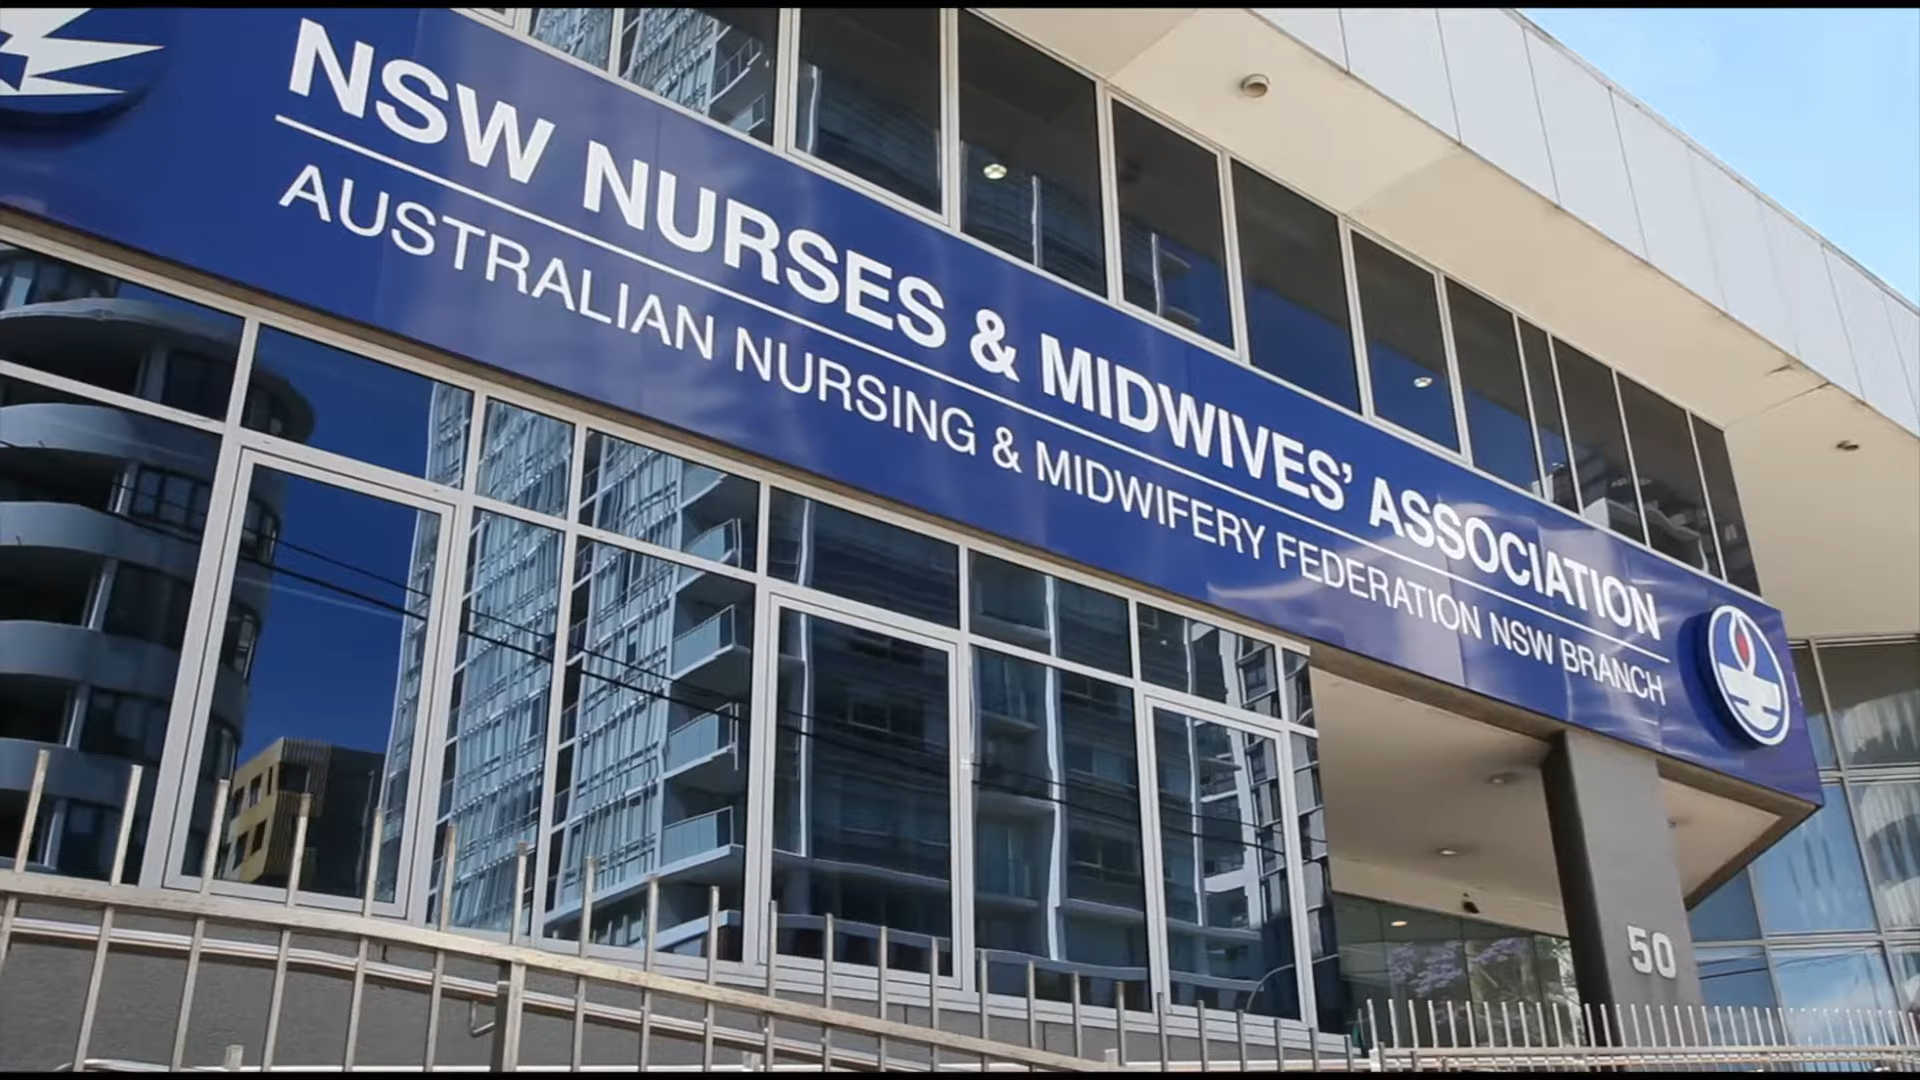 NSW NURSES & MIDWIVES’ ASSOCIATION
AUSTRALIAN NURSING & MIDWIFERY FEDERATION NSW BRANCH
50